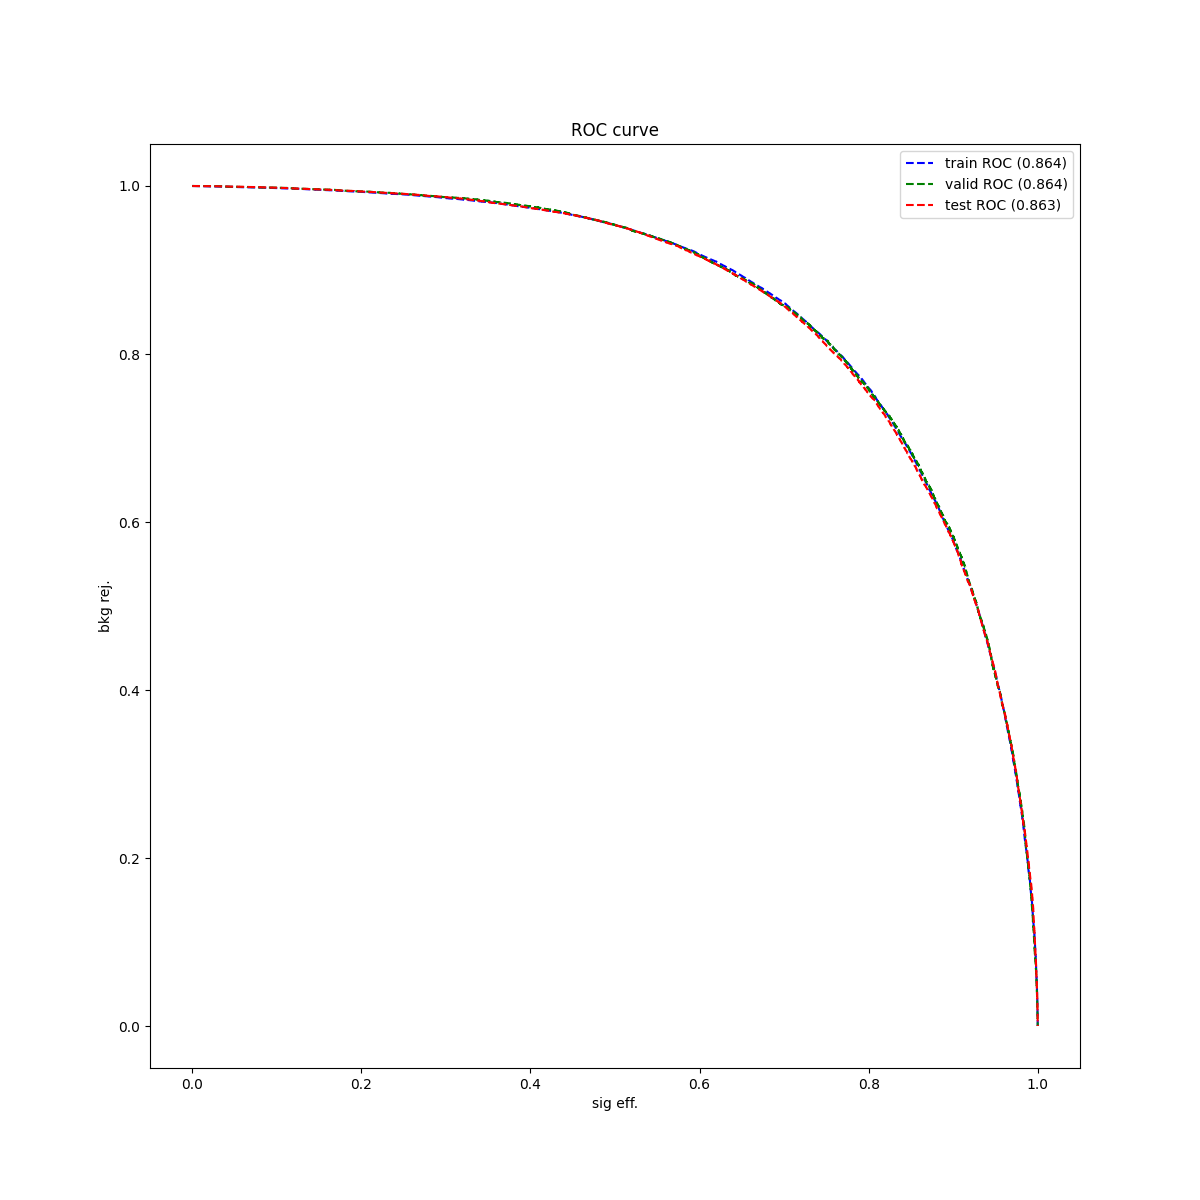 ROC curve
train ROC (0.864)
valid ROC (0.864)
test ROC (0.863)
bkg rej.
1.0
0.8
0.6
0.4
0.2
0.0
0.0 0.2 0.4 0.6 0.8 1.0
sig eff.